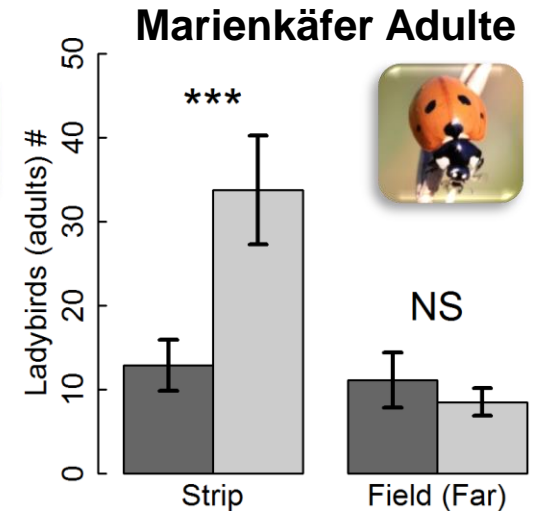 Marienkäfer Adulte
Ladybirds (adults) #
50
40
30
20
10
0
***
NS
Strip
Field (Far)